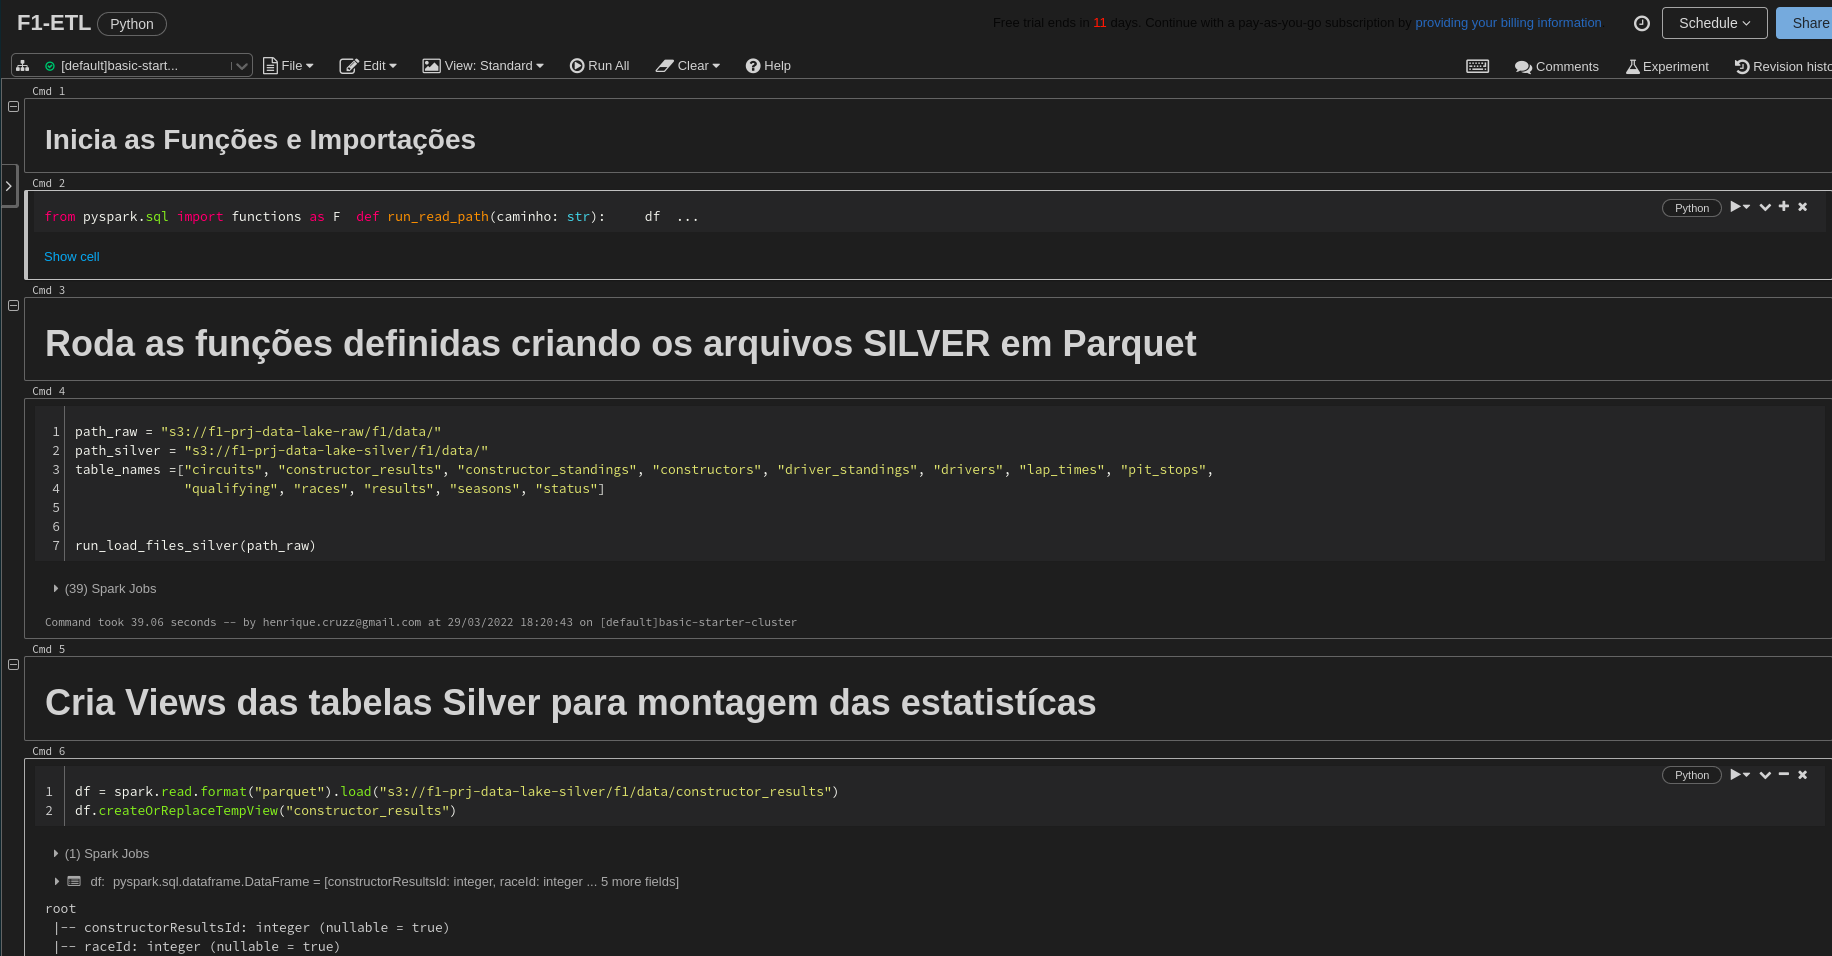 F1-ETL Python
Free trial ends in 11 days. Continue with a pay-as-you-go subscription by providing your billing information
Schedule
Share
[default]basic-start...
File Edit View: Standard Run All Clear Help
Comments Experiment Revision histo
Cmd 1
Inicia as Funções e Importações
Cmd 2
from pyspark.sql import functions as F  def run_read_path(caminho: str):     df  ...
Python
Show cell
Cmd 3
Roda as funções definidas criando os arquivos SILVER em Parquet
Cmd 4
1 path_raw = "s3://f1-prj-data-lake-raw/f1/data/"
2 path_silver = "s3://f1-prj-data-lake-silver/f1/data/"
3 table_names =["circuits", "constructor_results", "constructor_standings", "constructors", "driver_standings", "drivers", "lap_times", "pit_stops",
4               "qualifying", "races", "results", "seasons", "status"]
5
6
7 run_load_files_silver(path_raw)
(39) Spark Jobs
Command took 39.06 seconds -- by henrique.cruzz@gmail.com at 29/03/2022 18:20:43 on [default]basic-starter-cluster
Cmd 5
Cria Views das tabelas Silver para montagem das estatistícas
Cmd 6
Python
1 df = spark.read.format("parquet").load("s3://f1-prj-data-lake-silver/f1/data/constructor_results")
2 df.createOrReplaceTempView("constructor_results")
(1) Spark Jobs
df: pyspark.sql.dataframe.DataFrame = [constructorResultsId: integer, raceId: integer ... 5 more fields]
root
|-- constructorResultsId: integer (nullable = true)
|-- raceId: integer (nullable = true)